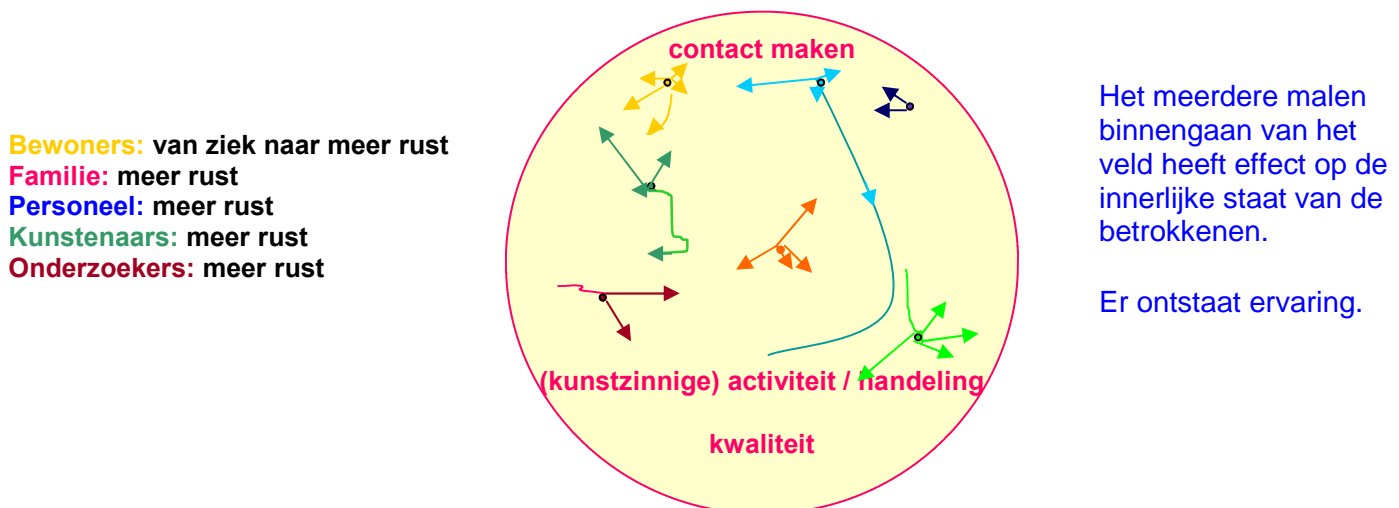 contact maken
Bewoners: van ziek naar meer rust
Familie: meer rust
Personeel: meer rust
Kunstenaars: meer rust
Onderzoekers: meer rust
Het meerdere malen
binnengaan van het
veld heeft effect op de
innerlijke staat van de
betrokkenen.
Er ontstaat ervaring.
(kunstzinnige) activiteit / handeling
kwaliteit